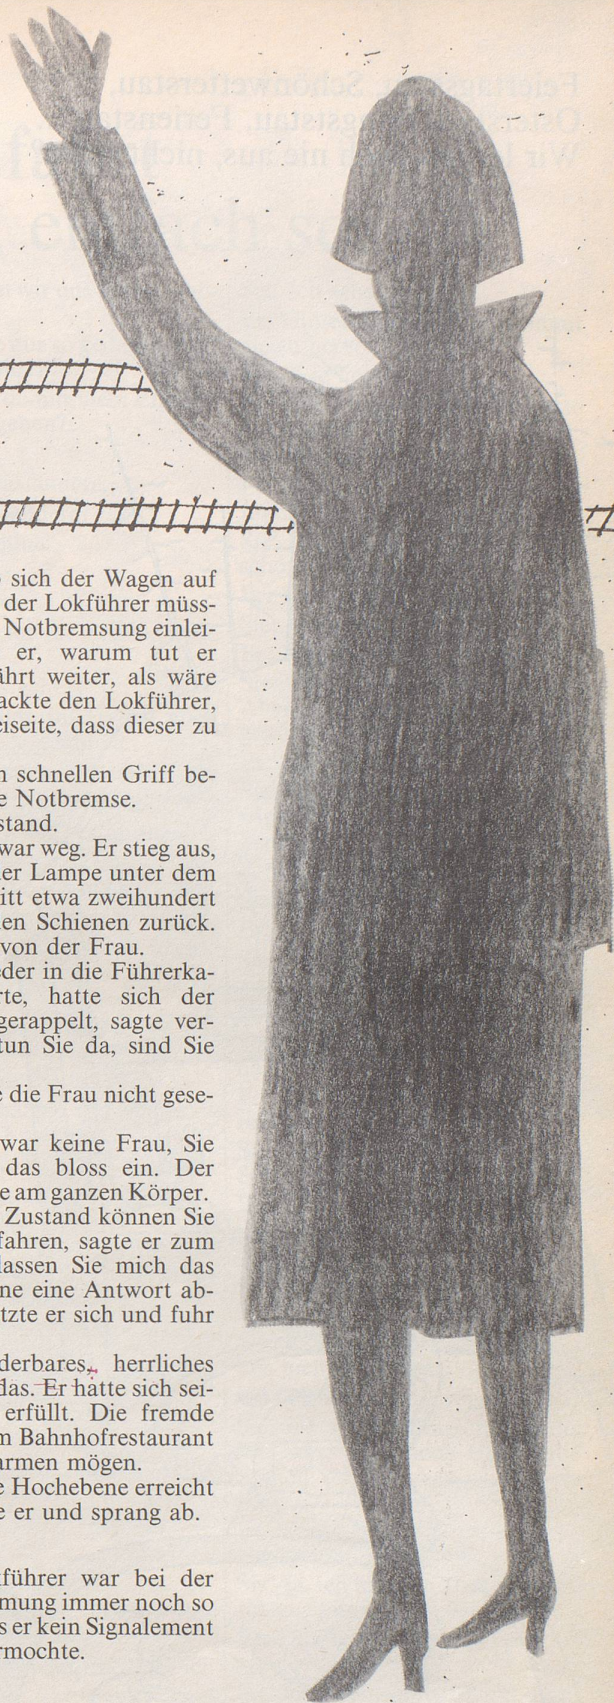 sich der Wagen auf
der Lokführer müss-
Notbremsung einlei-
er, warum tut er
ährt weiter, als wäre
ackte den Lokführer,
eiseite, dass dieser zu
n schnellen Griff be-
e Notbremse.
stand.
war weg. Er stieg aus,
ner Lampe unter dem
itt etwa zweihundert
en Schienen zurück.
von der Frau.
eder in die Führerka-
rte, hatte sich der
gerappelt, sagte ver-
tun Sie da, sind Sie
e die Frau nicht gese-
war keine Frau, Sie
das bloss ein. Der
e am ganzen Körper.
Zustand können Sie
fahren, sagte er zum
lassen Sie mich das
ne eine Antwort ab-
tzte er sich und fuhr
derbares, herrliches
das. Er hatte sich sei-
erfüllt. Die fremde
m Bahnhofrestaurant
armen mögen.
e Hochebene erreicht
e er und sprang ab.
kführer war bei der
mung immer noch so
s er kein Signalement
rmochte.